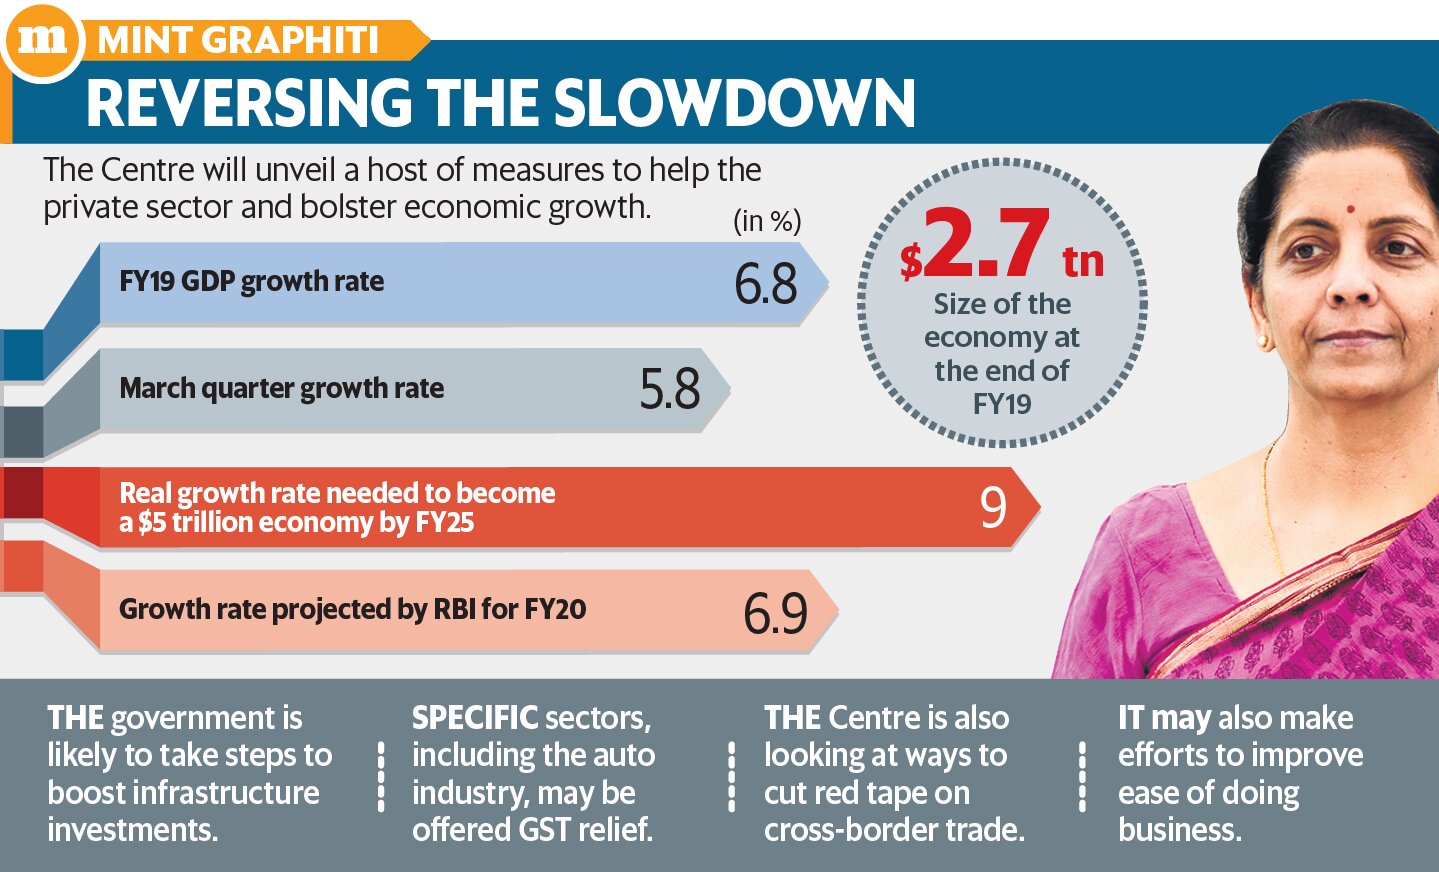 m
MINT GRAPHITI
REVERSING THE SLOWDOWN
The Centre will unveil a host of measures to help the
private sector and bolster economic growth.
(in %)
FY19 GDP growth rate
6.8
March quarter growth rate
5.8
Real growth rate needed to become
a $5 trillion economy by FY25
9
Growth rate projected by RBI for FY20
6.9
$2.7 tn
Size of the
economy at
the end of
FY19
THE government is
likely to take steps to
boost infrastructure
investments.
SPECIFIC sectors,
including the auto
industry, may be
offered GST relief.
THE Centre is also
looking at ways to
cut red tape on
cross-border trade.
IT may also make
efforts to improve
ease of doing
business.